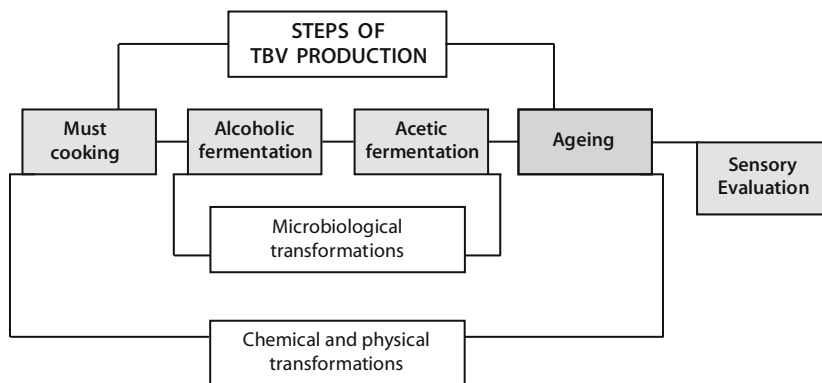 STEPS OF
TBV PRODUCTION
Must
cooking
Alcoholic
fermentation
Acetic
fermentation
Ageing
Sensory
Evaluation
Microbiological
transformations
Chemical and physical
transformations